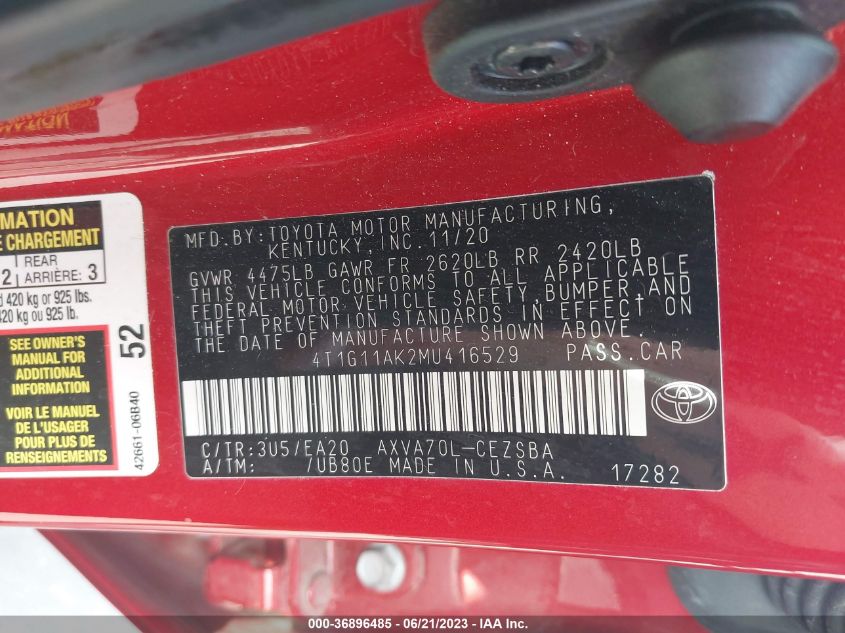 MATION
E CHARGEMENT
REAR
2 ARRIÈRE: 3
420 kg or 925 lbs.
420 kg ou 925 lb.
SEE OWNER'S
MANUAL FOR
ADDITIONAL
INFORMATION
VOIR LE MANUEL
DE L'USAGER
POUR PLUS DE
RENSEIGNEMENTS
52
42661-06B40
MFD.BY:TOYOTA MOTOR MANUFACTURING,
KENTUCKY,INC.11/20
GVWR 4475LB GAWR FR 2620LB RR 2420LB
THIS VEHICLE CONFORMS TO ALL APPLICABLE
FEDERAL MOTOR VEHICLE SAFETY,BUMPER,AND
THEFT PREVENTION STANDARDS IN EFFECT ON
THE DATE OF MANUFACTURE SHOWN ABOVE.
4T1G11AK2MU416529 PASS.CAR
C/TR:3U5/EA20 AXVA70L-CEZSBA
A/TM: 7UB80E MADE IN U.S.A. 17282
000-36896485 - 06/21/2023 - IAA Inc.